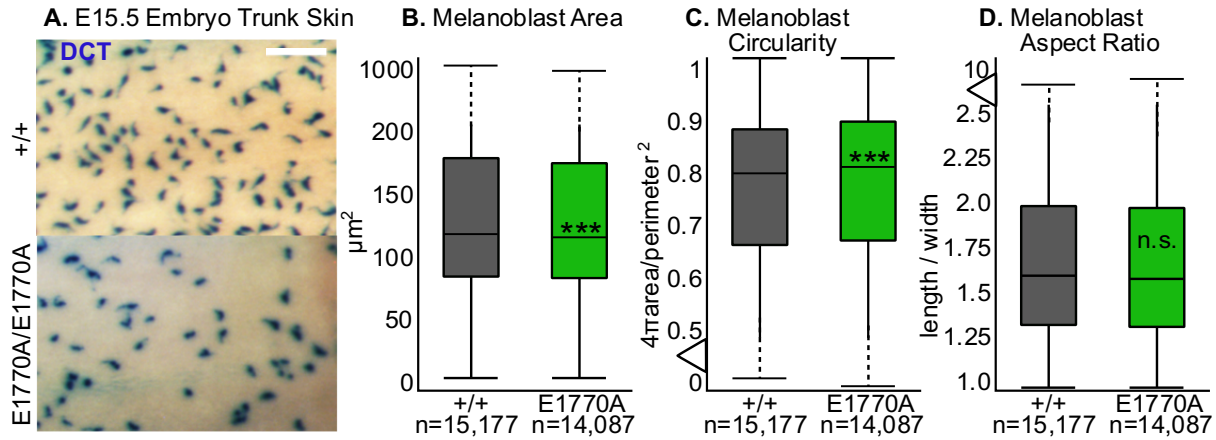 A. E15.5 Embryo Trunk Skin
DCT
+/+
E1770A/E1770A
B. Melanoblast Area
μm²
1000
200
150
100
50
0
***
+/+
n=15,177
E1770A
n=14,087
C. Melanoblast
Circularity
4πarea/perimeter²
1
0.9
0.8
0.7
0.6
0.5
0
***
+/+
n=15,177
E1770A
n=14,087
D. Melanoblast
Aspect Ratio
length / width
10
2.5
2.25
2.0
1.75
1.5
1.25
1.0
n.s.
+/+
n=15,177
E1770A
n=14,087